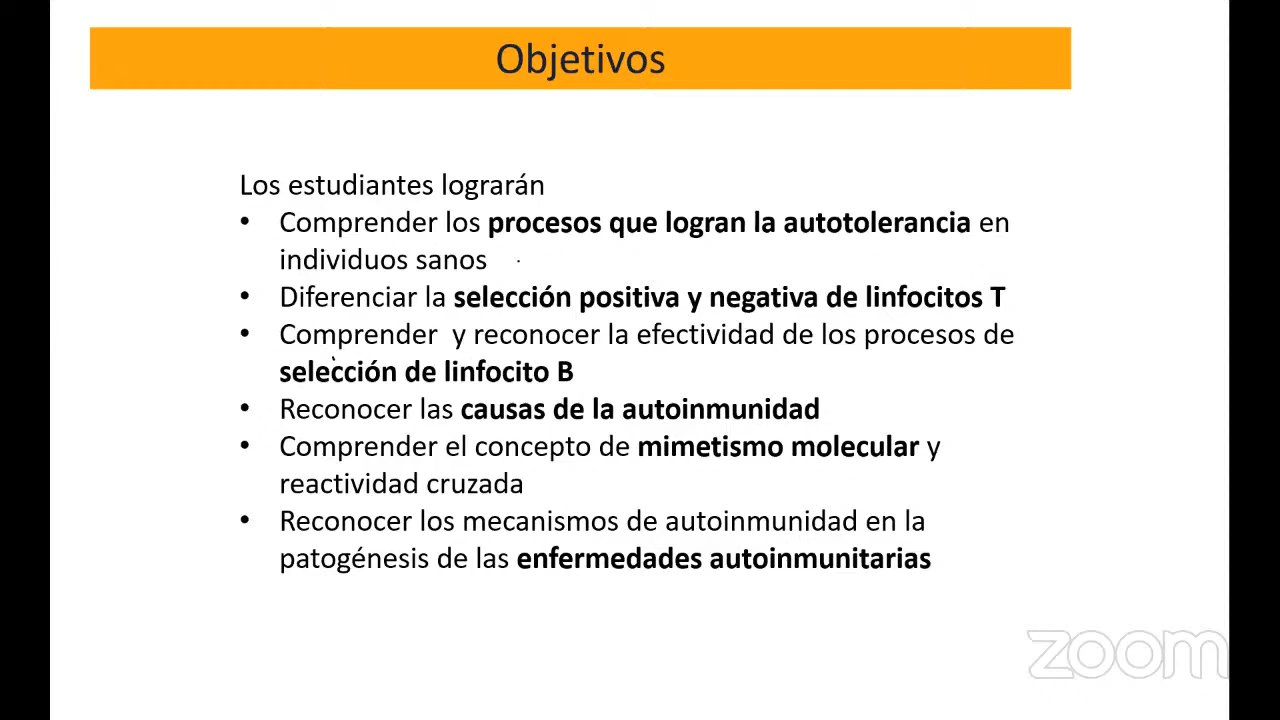 Objetivos
Los estudiantes lograrán
• Comprender los procesos que logran la autotolerancia en
individuos sanos
• Diferenciar la selección positiva y negativa de linfocitos T
• Comprender y reconocer la efectividad de los procesos de
selección de linfocito B
• Reconocer las causas de la autoinmunidad
• Comprender el concepto de mimetismo molecular y
reactividad cruzada
• Reconocer los mecanismos de autoinmunidad en la
patogénesis de las enfermedades autoinmunitarias
zoom